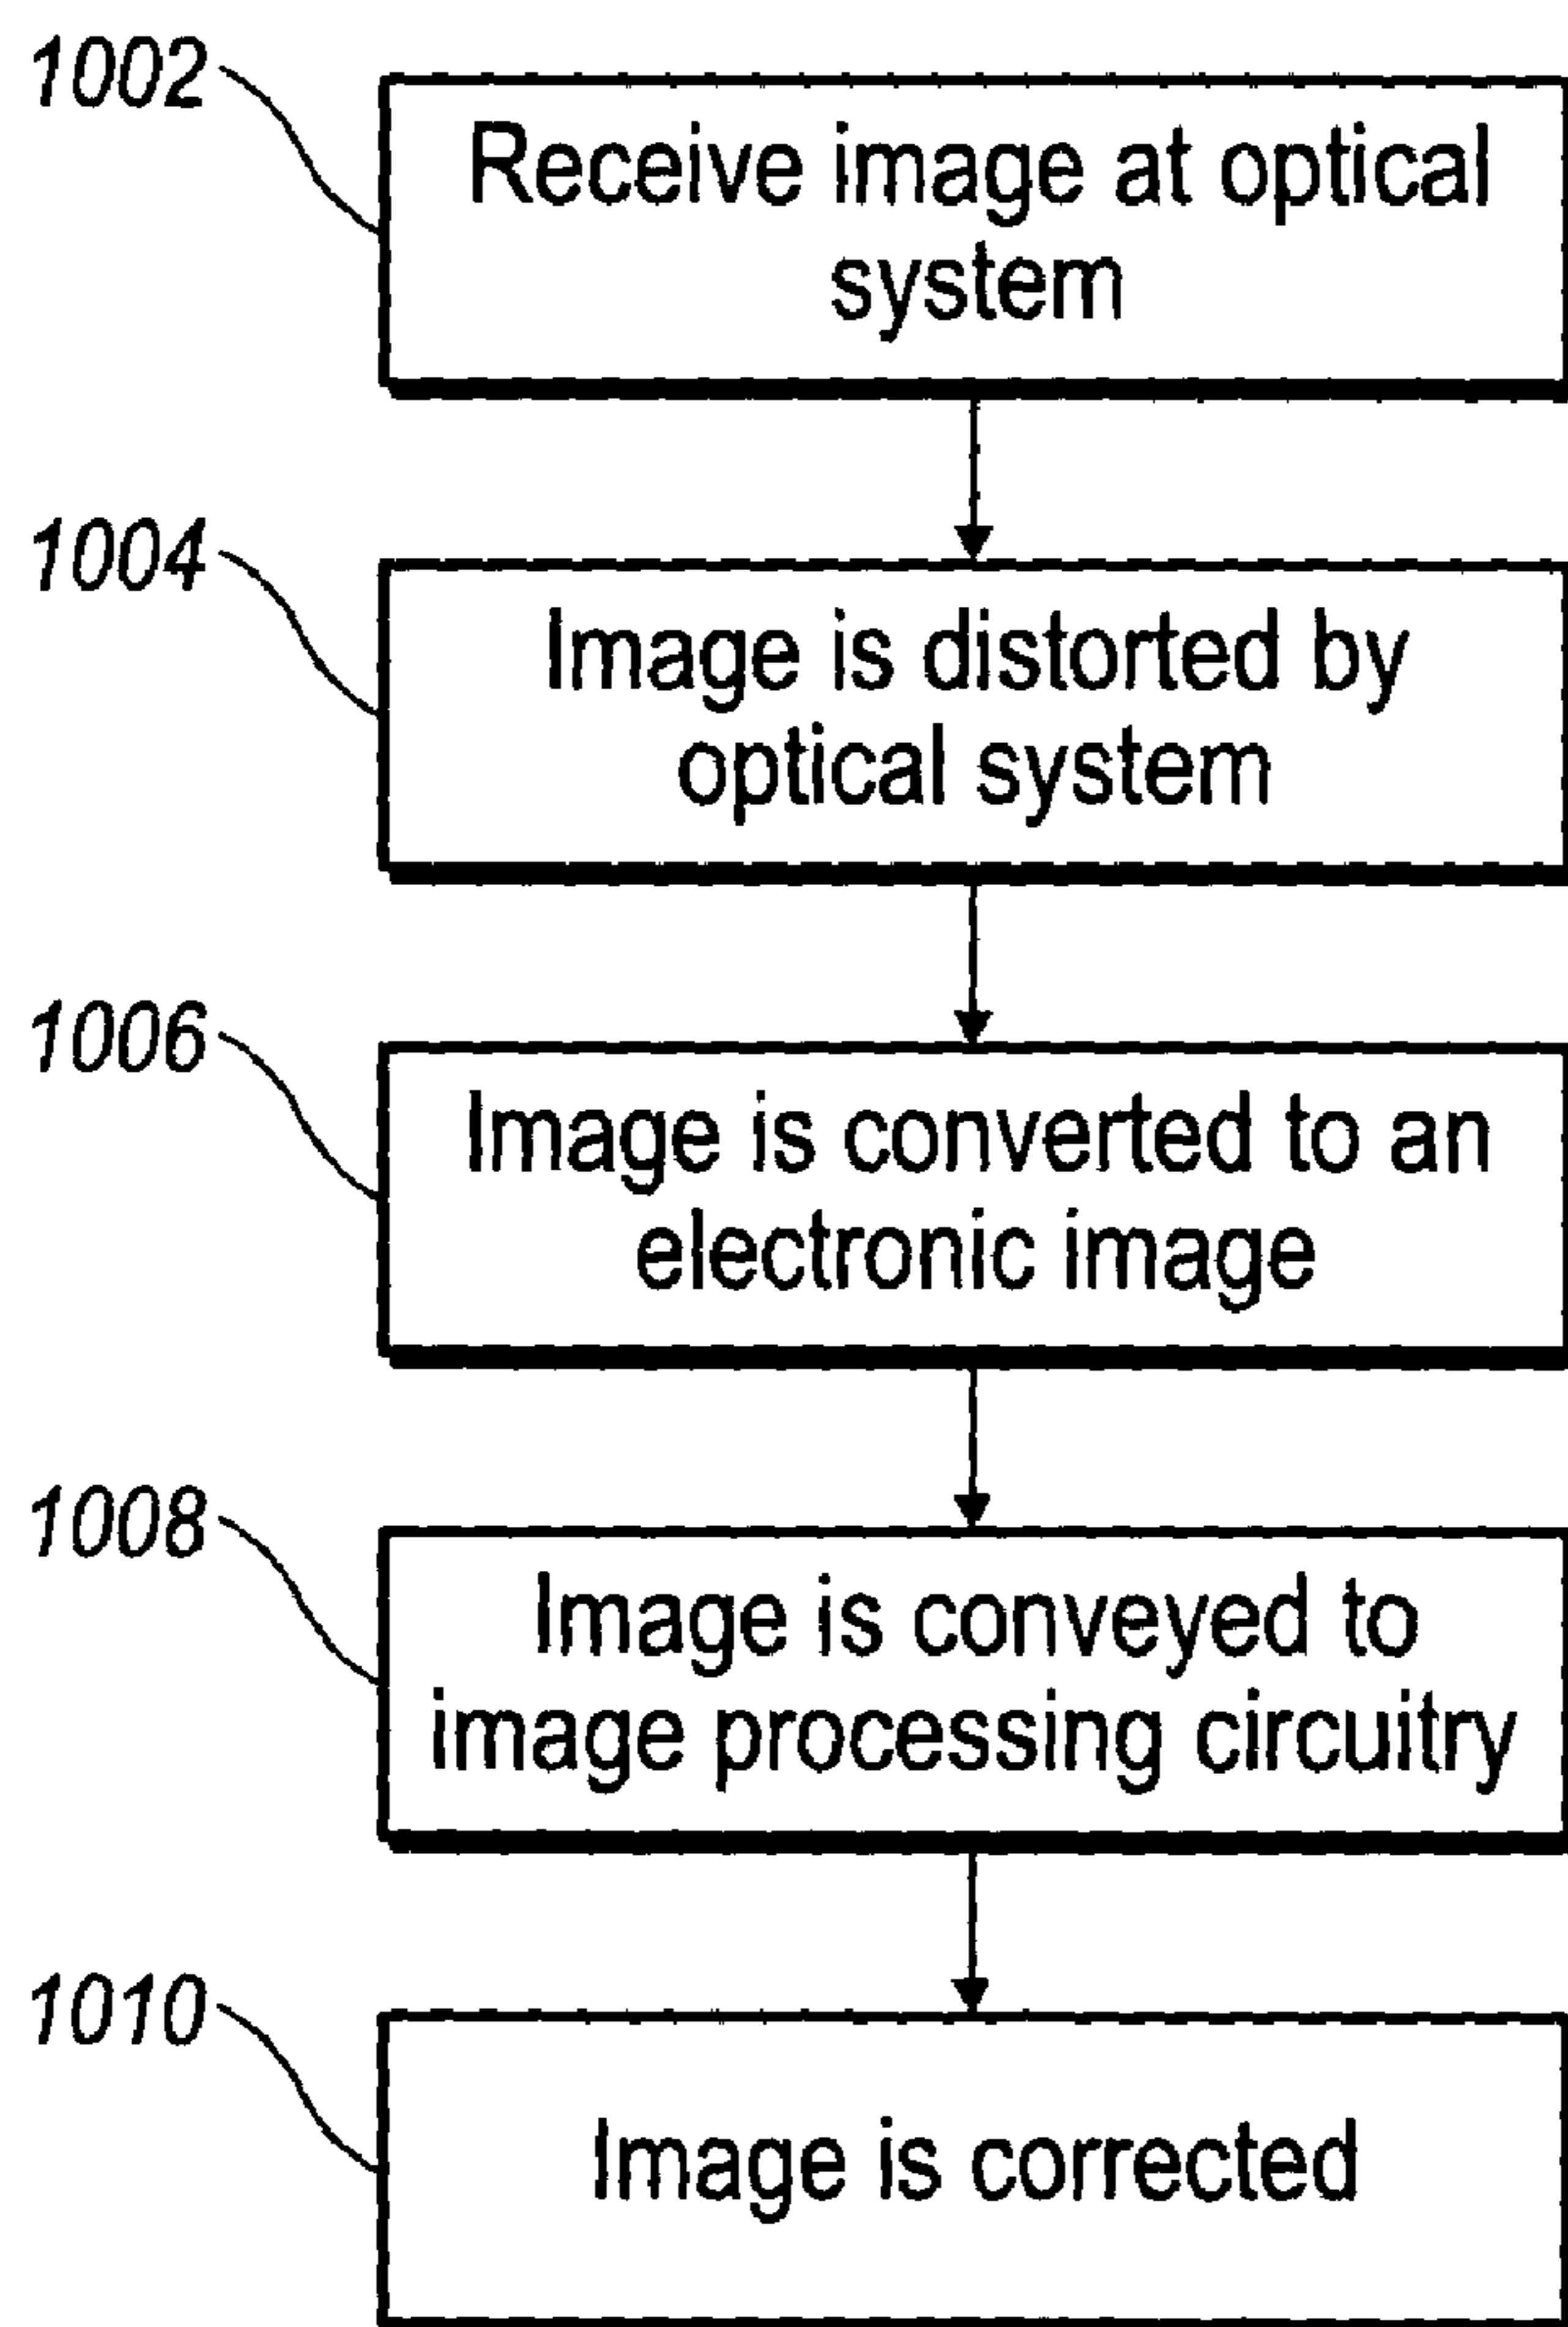 1002
Receive image at optical
system
1004
Image is distorted by
optical system
1006
Image is converted to an
electronic image
1008
Image is conveyed to
image processing circuitry
1010
Image is corrected